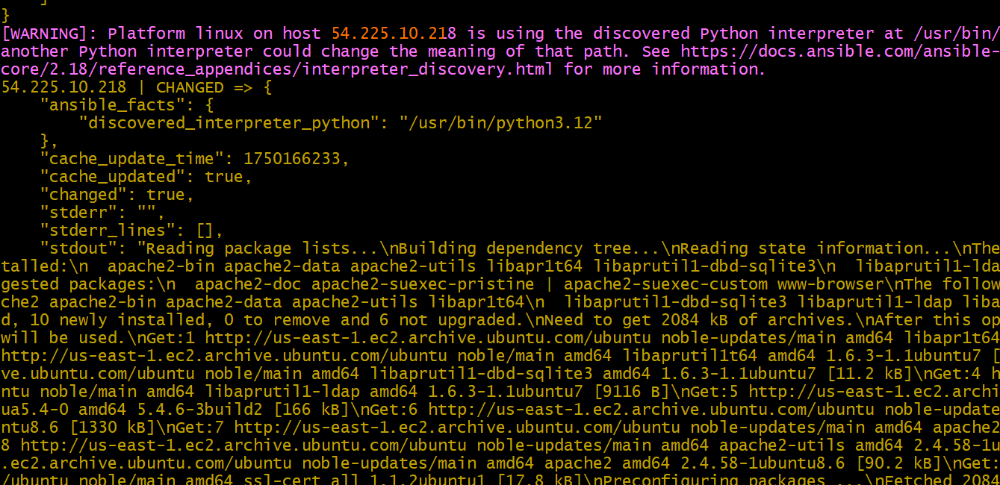 }
[WARNING]: Platform linux on host 54.225.10.218 is using the discovered Python interpreter at /usr/bin/
another Python interpreter could change the meaning of that path. See https://docs.ansible.com/ansible-
core/2.18/reference_appendices/interpreter_discovery.html for more information.
54.225.10.218 | CHANGED => {
    "ansible_facts": {
        "discovered_interpreter_python": "/usr/bin/python3.12"
    },
    "cache_update_time": 1750166233,
    "cache_updated": true,
    "changed": true,
    "stderr": "",
    "stderr_lines": [],
    "stdout": "Reading package lists...\nBuilding dependency tree...\nReading state information...\nThe
talled:\n  apache2-bin apache2-data apache2-utils libapr1t64 libaprutil1-dbd-sqlite3\n  libaprutil1-lda
gested packages:\n  apache2-doc apache2-suexec-pristine | apache2-suexec-custom www-browser\nThe follow
che2 apache2-bin apache2-data apache2-utils libapr1t64\n  libaprutil1-dbd-sqlite3 libaprutil1-ldap liba
d, 10 newly installed, 0 to remove and 6 not upgraded.\nNeed to get 2084 kB of archives.\nAfter this op
will be used.\nGet:1 http://us-east-1.ec2.archive.ubuntu.com/ubuntu noble-updates/main amd64 libapr1t64
http://us-east-1.ec2.archive.ubuntu.com/ubuntu noble/main amd64 libaprutil1t64 amd64 1.6.3-1.1ubuntu7 [
ve.ubuntu.com/ubuntu noble/main amd64 libaprutil1-dbd-sqlite3 amd64 1.6.3-1.1ubuntu7 [11.2 kB]\nGet:4 h
ntu noble/main amd64 libaprutil1-ldap amd64 1.6.3-1.1ubuntu7 [9116 B]\nGet:5 http://us-east-1.ec2.archi
ua5.4-0 amd64 5.4.6-3build2 [166 kB]\nGet:6 http://us-east-1.ec2.archive.ubuntu.com/ubuntu noble-update
ntu8.6 [1330 kB]\nGet:7 http://us-east-1.ec2.archive.ubuntu.com/ubuntu noble-updates/main amd64 apache2
8 http://us-east-1.ec2.archive.ubuntu.com/ubuntu noble-updates/main amd64 apache2-utils amd64 2.4.58-1u
.ec2.archive.ubuntu.com/ubuntu noble-updates/main amd64 apache2 amd64 2.4.58-1ubuntu8.6 [90.2 kB]\nGet:
/ubuntu noble/main amd64 ssl-cert all 1.1.2ubuntu1 [17.8 kB]\nPreconfiguring packages ...\nFetched 2084